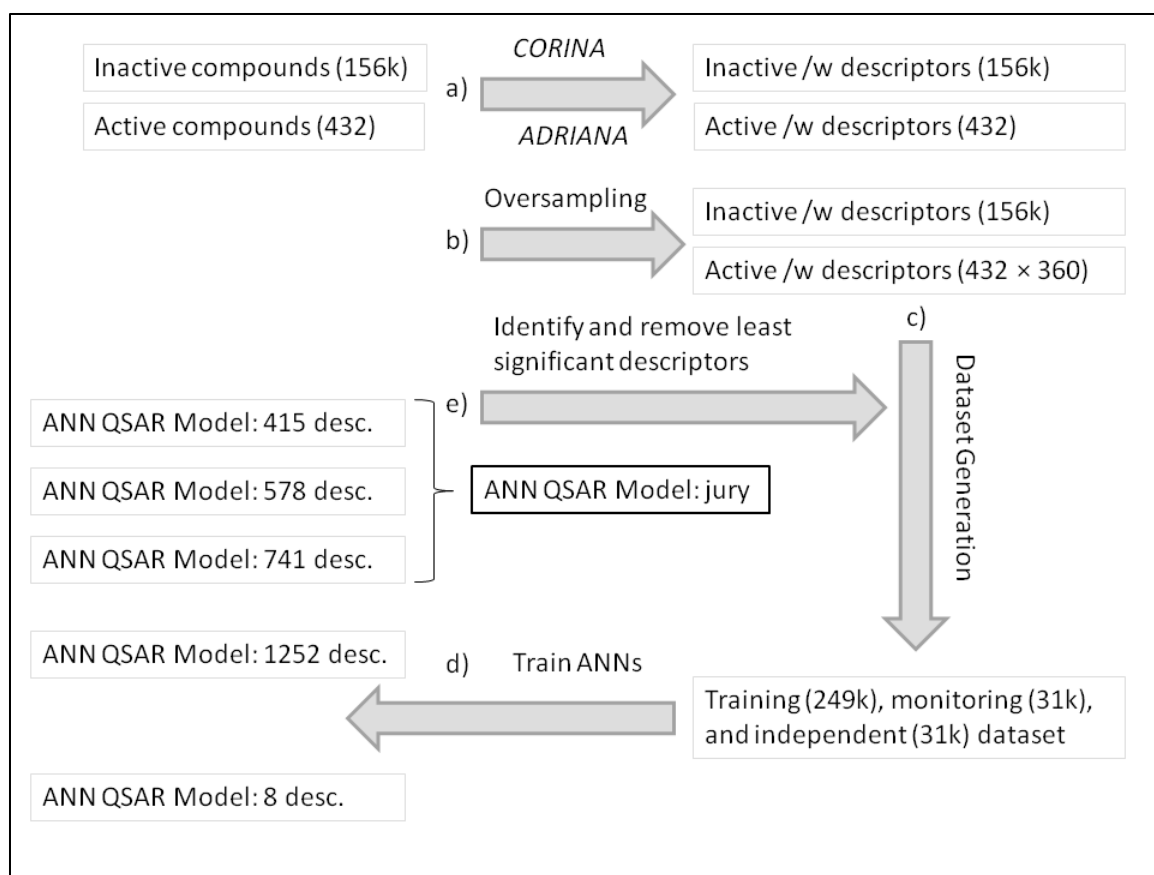 Inactive compounds (156k)
Active compounds (432)
a)
CORINA
ADRIANA
Inactive /w descriptors (156k)
Active /w descriptors (432)
b)
Oversampling
Inactive /w descriptors (156k)
Active /w descriptors (432 × 360)
c)
Dataset Generation
e)
Identify and remove least
significant descriptors
ANN QSAR Model: 415 desc.
ANN QSAR Model: 578 desc.
ANN QSAR Model: 741 desc.
ANN QSAR Model: jury
ANN QSAR Model: 1252 desc.
d)
Train ANNs
Training (249k), monitoring (31k),
and independent (31k) dataset
ANN QSAR Model: 8 desc.